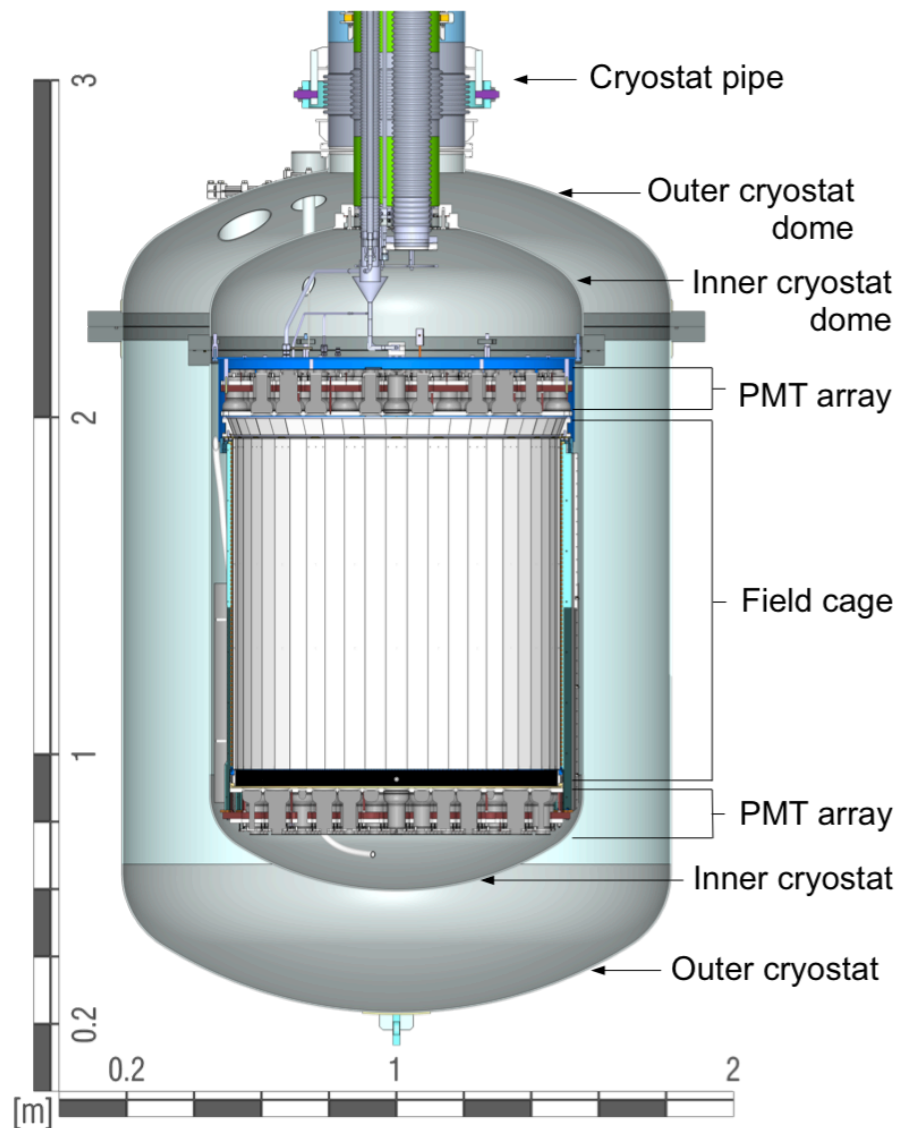 3
Cryostat pipe
Outer cryostat
dome
Inner cryostat
dome
PMT array
2
Field cage
1
PMT array
Inner cryostat
Outer cryostat
0.2
0.2
1
2
[m]